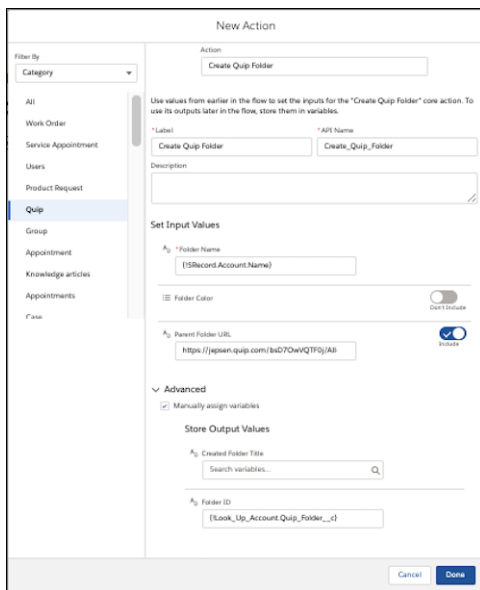 New Action
Filter By
Category
All
Work Order
Service Appointment
Users
Product Request
Quip
Group
Appointment
Knowledge articles
Appointments
Case
Action
Create Quip Folder
Use values from earlier in the flow to set the inputs for the "Create Quip Folder" core action. To
use its outputs later in the flow, store them in variables.
*Label
*API Name
Create Quip Folder
Create_Quip_Folder
Description
Set Input Values
*Folder Name
{!$Record.Account.Name}
Folder Color
Don't Include
Parent Folder URL
Include
https://jepsen.quip.com/bsD7OwVQTF0j/All-
Advanced
Manually assign variables
Store Output Values
Created Folder Title
Search variables...
Folder ID
{!Look_Up_Account.Quip_Folder__c}
Cancel
Done